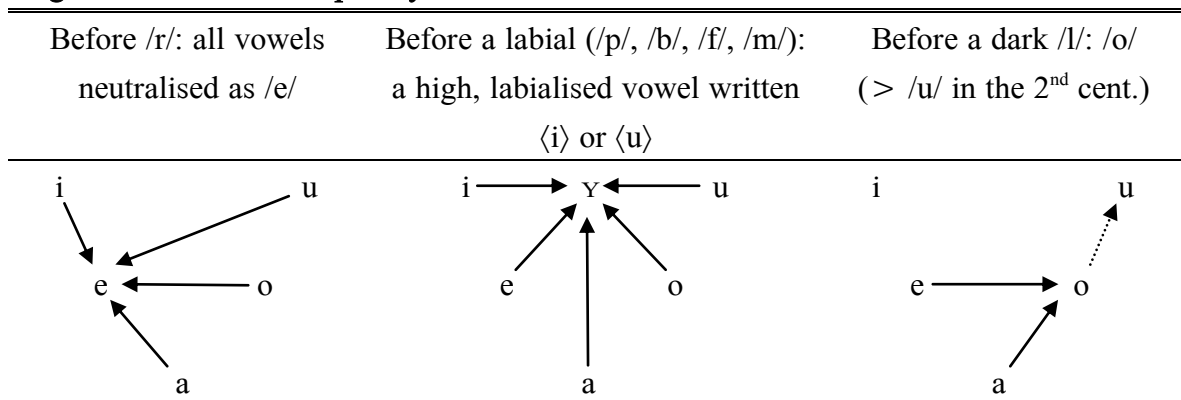 Before /r/: all vowels
neutralised as /e/
Before a labial (/p/, /b/, /f/, /m/):
a high, labialised vowel written
⟨i⟩ or ⟨u⟩
Before a dark /l/: /o/
(> /u/ in the 2nd cent.)
i u
e o
a
i Y u
e o
a
i u
e o
a